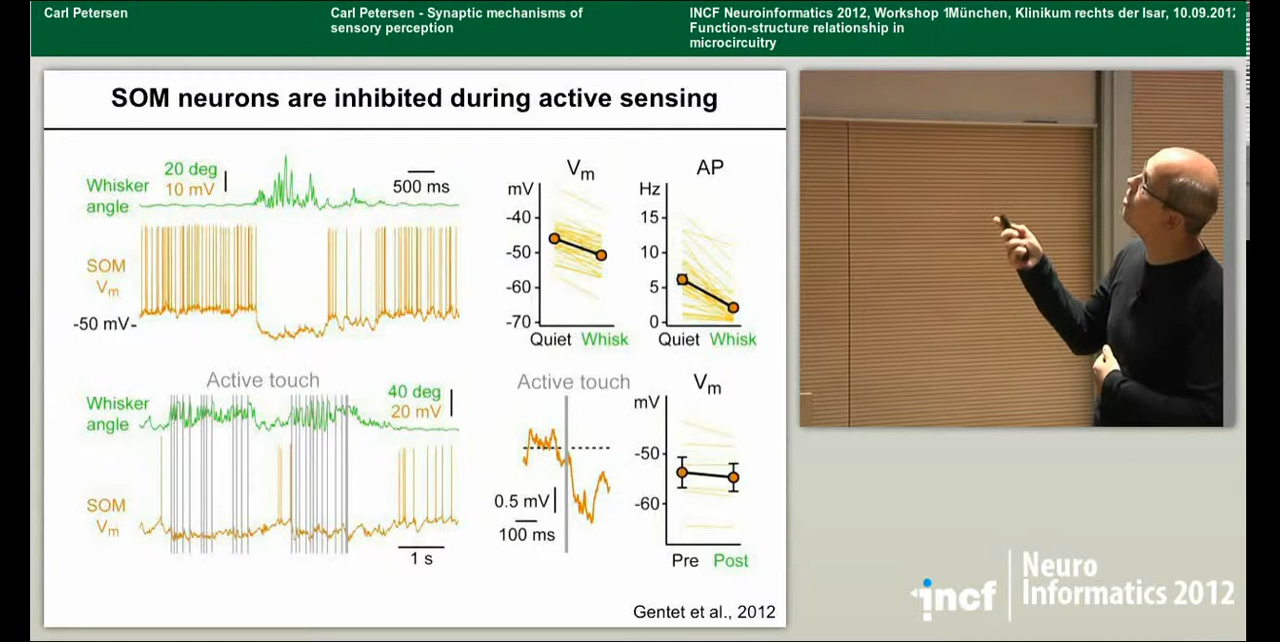 Carl Petersen
Carl Petersen - Synaptic mechanisms of
sensory perception
INCF Neuroinformatics 2012, Workshop 1München, Klinikum rechts der Isar, 10.09.2012
Function-structure relationship in
microcircuitry
SOM neurons are inhibited during active sensing
Whisker
angle
20 deg
10 mV
500 ms
SOM
Vm
-50 mV
Vm
mV
-40
-50
-60
-70
Quiet Whisk
AP
Hz
15
10
5
0
Quiet Whisk
Active touch
Whisker
angle
40 deg
20 mV
SOM
Vm
1 s
Active touch
0.5 mV
100 ms
Vm
mV
-50
-60
Pre Post
Gentet et al., 2012
incf
Neuro
Informatics 2012